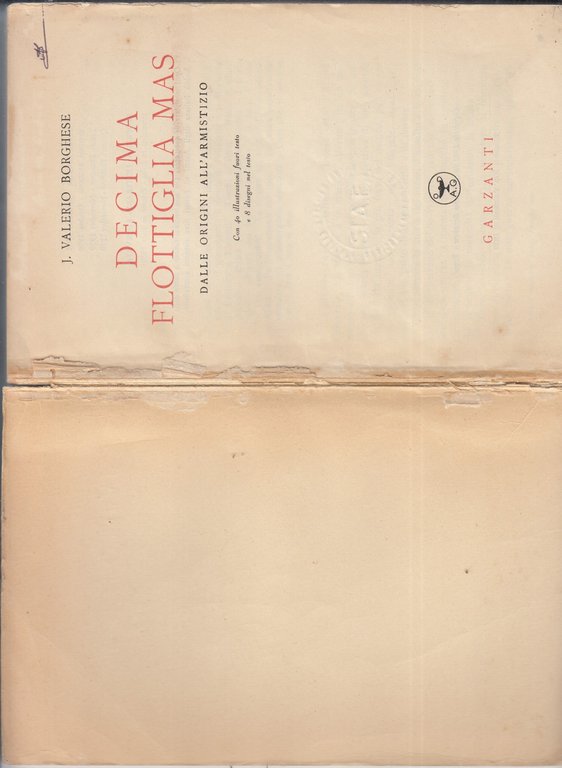 J. VALERIO BORGHESE
DECIMA
FLOTTIGLIA MAS
DALLE ORIGINI ALL'ARMISTIZIO
Con 40 illustrazioni fuori testo
e 8 disegni nel testo
A.G
GARZANTI